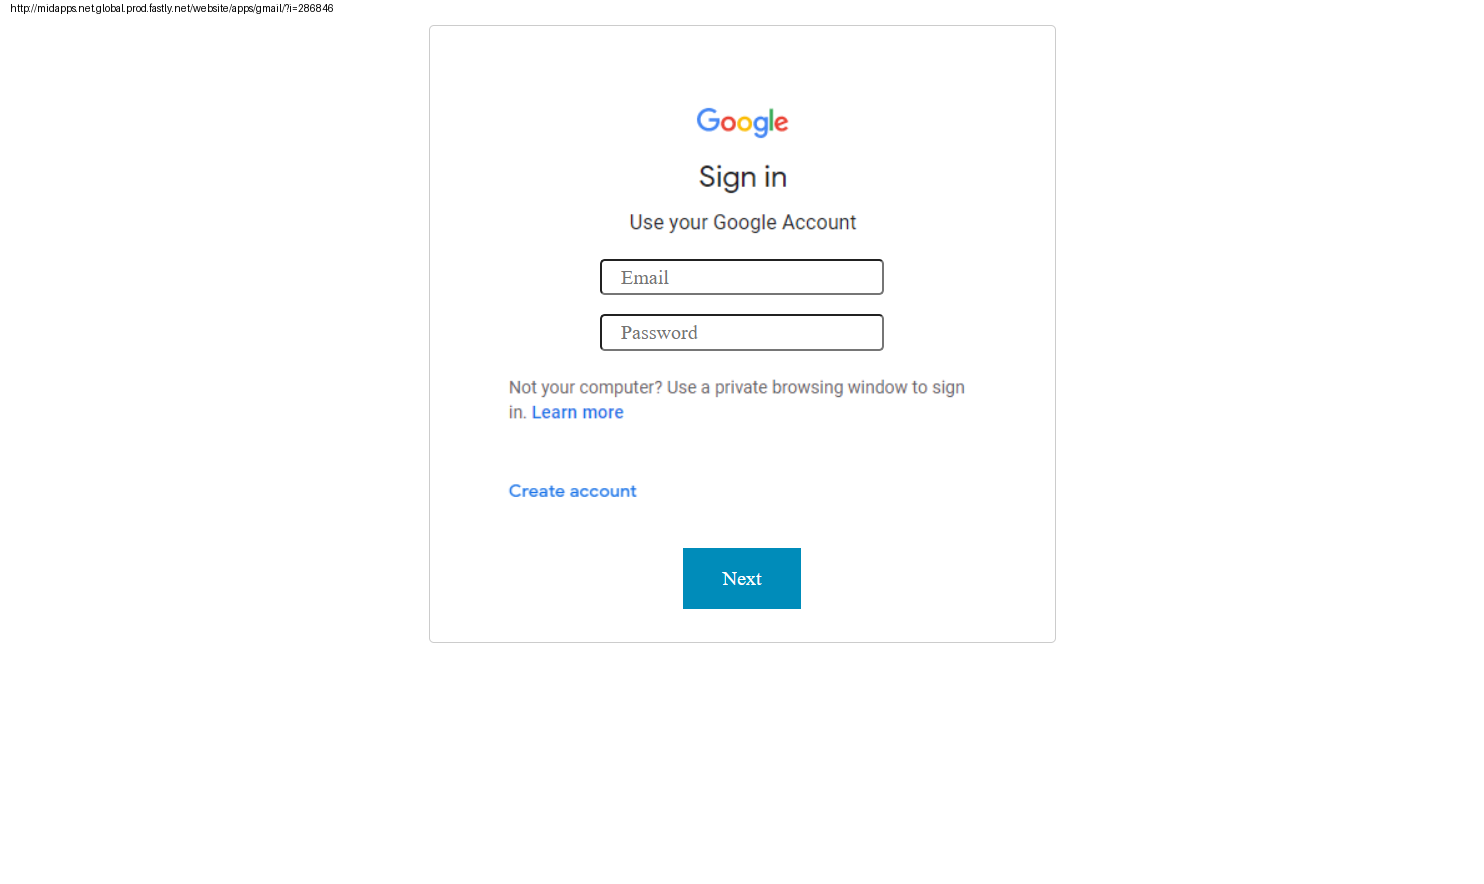 http://midapps.net.global.prod.fastly.net/website/apps/gmail/?i=286846
Google
Sign in
Use your Google Account
Email
Password
Not your computer? Use a private browsing window to sign
in. Learn more
Create account
Next